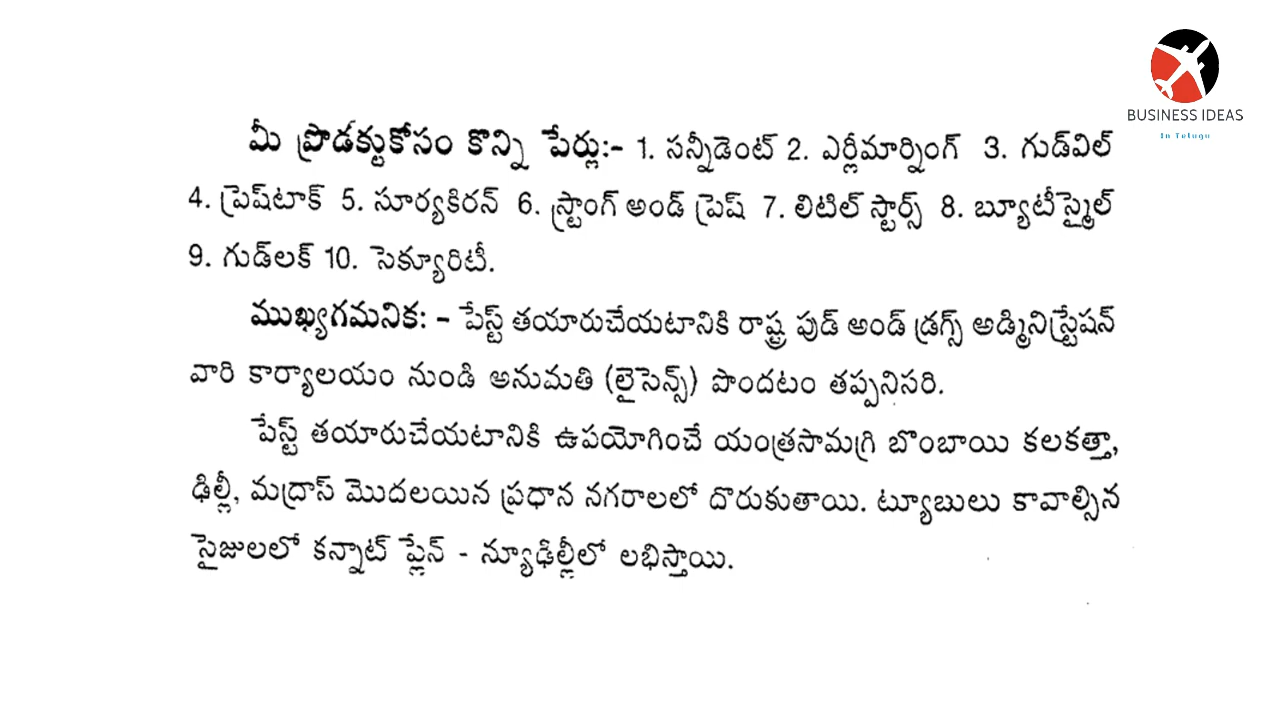 BUSINESS IDEAS
In Telugu
మీ ప్రొడక్టుకోసం కొన్ని పేర్లు:- 1. సన్నీడెంట్ 2. ఎర్లీమార్నింగ్ 3. గుడ్‌విల్
4. ఫ్రెష్‌టాక్ 5. సూర్యకిరన్ 6. స్ట్రాంగ్ అండ్ ఫ్రెష్ 7. లిటిల్ స్టార్స్ 8. బ్యూటీస్మైల్
9. గుడ్‌లక్ 10. సెక్యూరిటీ.
ముఖ్యగమనిక: - పేస్ట్ తయారుచేయటానికి రాష్ట్ర ఫుడ్ అండ్ డ్రగ్స్ అడ్మినిస్ట్రేషన్
వారి కార్యాలయం నుండి అనుమతి (లైసెన్స్) పొందటం తప్పనిసరి.
పేస్ట్ తయారుచేయటానికి ఉపయోగించే యంత్రసామగ్రి బొంబాయి కలకత్తా,
ఢిల్లీ, మద్రాస్ మొదలయిన ప్రధాన నగరాలలో దొరుకుతాయి. ట్యూబులు కావాల్సిన
సైజులలో కన్నాట్ ప్లేన్ - న్యూఢిల్లీలో లభిస్తాయి.